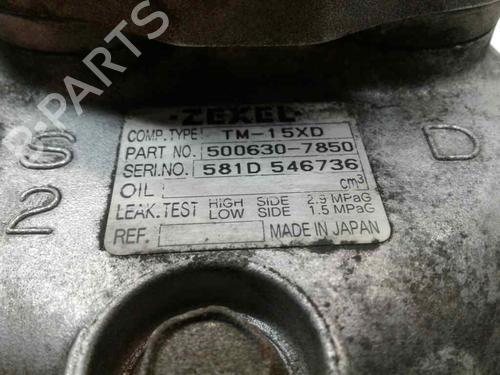 -ZEXEL-
COMP. TYPE TM-15XD
PART NO. 500630-7850
SERI.NO. 581D 546736
OIL cm³
LEAK. TEST HIGH SIDE 2.9 MPaG
LOW SIDE 1.5 MPaG
REF. MADE IN JAPAN
S D
2
B-Parts